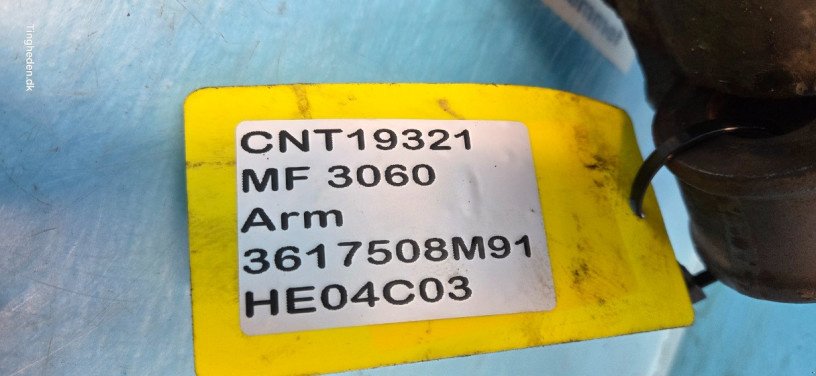 Tingheden.dk
CNT19321
MF 3060
Arm
3617508M91
HE04C03